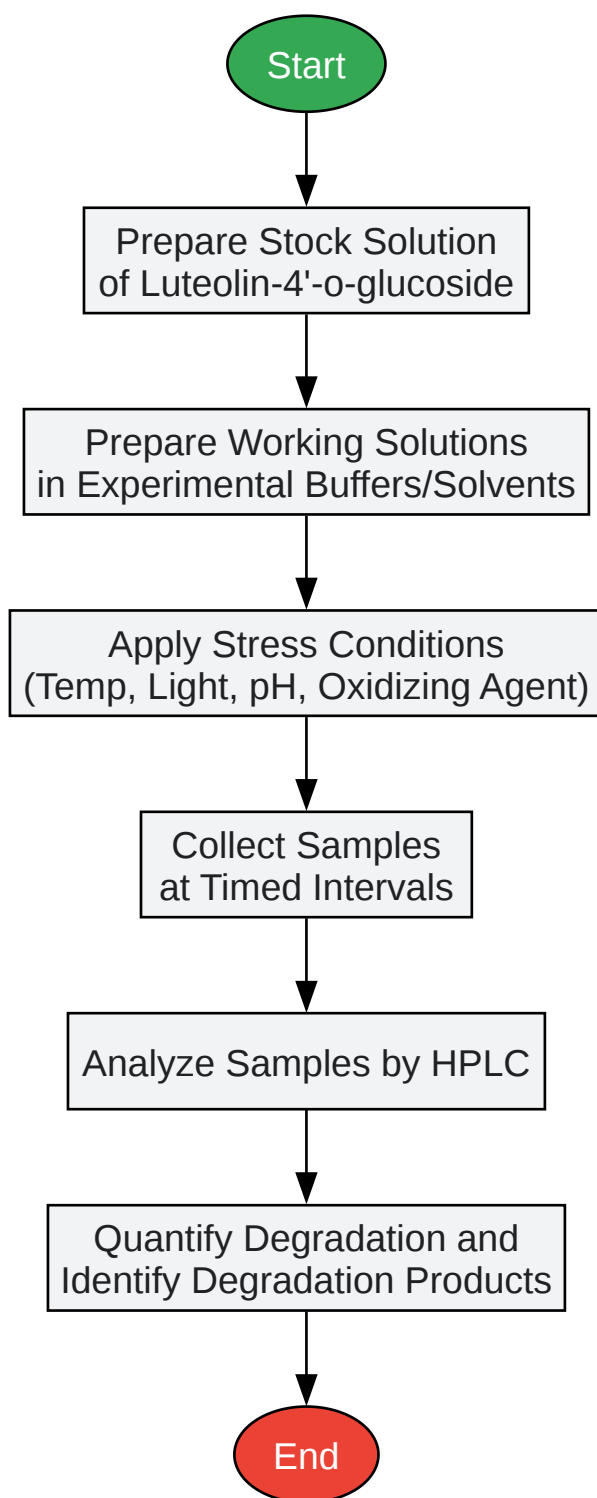 Start
Prepare Stock Solution
of Luteolin-4'-o-glucoside
Prepare Working Solutions
in Experimental Buffers/Solvents
Apply Stress Conditions
(Temp, Light, pH, Oxidizing Agent)
Collect Samples
at Timed Intervals
Analyze Samples by HPLC
Quantify Degradation and
Identify Degradation Products
End